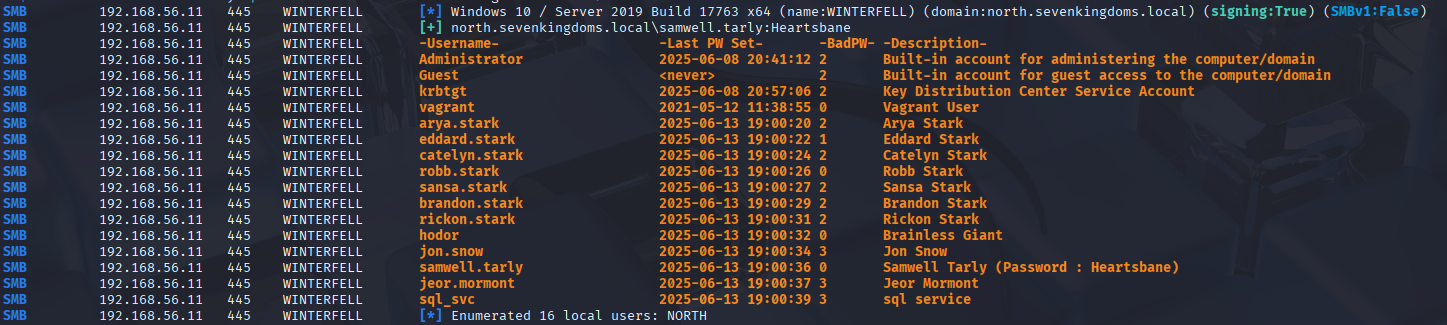 SMB 192.168.56.11 445 WINTERFELL [*] Windows 10 / Server 2019 Build 17763 x64 (name:WINTERFELL) (domain:north.sevenkingdoms.local) (signing:True) (SMBv1:False)
SMB 192.168.56.11 445 WINTERFELL [+] north.sevenkingdoms.local\samwell.tarly:Heartsbane
SMB 192.168.56.11 445 WINTERFELL -Username- -Last PW Set- -BadPW- -Description-
SMB 192.168.56.11 445 WINTERFELL Administrator 2025-06-08 20:41:12 2 Built-in account for administering the computer/domain
SMB 192.168.56.11 445 WINTERFELL Guest <never> 2 Built-in account for guest access to the computer/domain
SMB 192.168.56.11 445 WINTERFELL krbtgt 2025-06-08 20:57:06 2 Key Distribution Center Service Account
SMB 192.168.56.11 445 WINTERFELL vagrant 2021-05-12 11:38:55 0 Vagrant User
SMB 192.168.56.11 445 WINTERFELL arya.stark 2025-06-13 19:00:20 2 Arya Stark
SMB 192.168.56.11 445 WINTERFELL eddard.stark 2025-06-13 19:00:22 1 Eddard Stark
SMB 192.168.56.11 445 WINTERFELL catelyn.stark 2025-06-13 19:00:24 2 Catelyn Stark
SMB 192.168.56.11 445 WINTERFELL robb.stark 2025-06-13 19:00:26 0 Robb Stark
SMB 192.168.56.11 445 WINTERFELL sansa.stark 2025-06-13 19:00:27 2 Sansa Stark
SMB 192.168.56.11 445 WINTERFELL brandon.stark 2025-06-13 19:00:29 2 Brandon Stark
SMB 192.168.56.11 445 WINTERFELL rickon.stark 2025-06-13 19:00:31 2 Rickon Stark
SMB 192.168.56.11 445 WINTERFELL hodor 2025-06-13 19:00:32 0 Brainless Giant
SMB 192.168.56.11 445 WINTERFELL jon.snow 2025-06-13 19:00:34 3 Jon Snow
SMB 192.168.56.11 445 WINTERFELL samwell.tarly 2025-06-13 19:00:36 0 Samwell Tarly (Password : Heartsbane)
SMB 192.168.56.11 445 WINTERFELL jeor.mormont 2025-06-13 19:00:37 3 Jeor Mormont
SMB 192.168.56.11 445 WINTERFELL sql_svc 2025-06-13 19:00:39 3 sql service
SMB 192.168.56.11 445 WINTERFELL [*] Enumerated 16 local users: NORTH